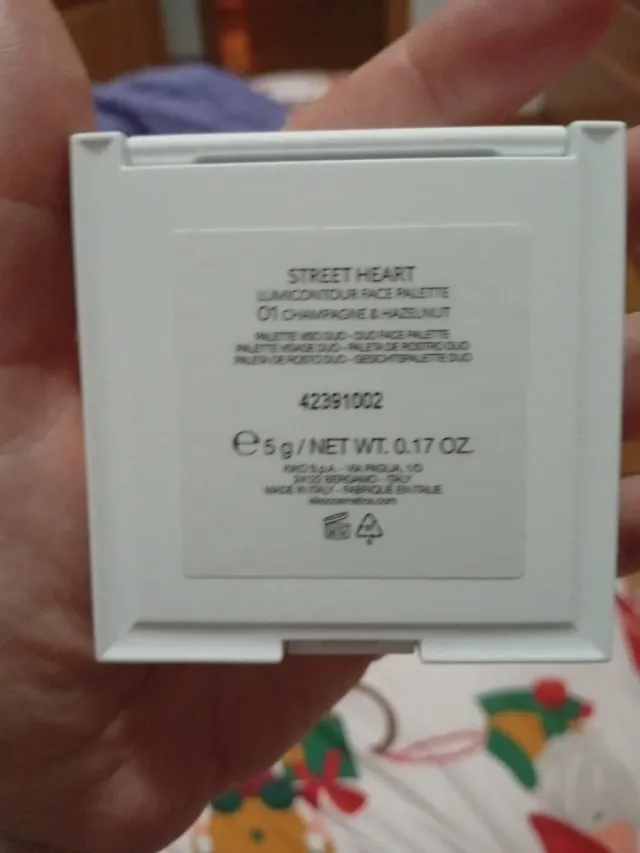 STREET HEART
LUMICONTOUR FACE PALETTE
01 CHAMPAGNE & HAZELNUT
PALETTE VISO DUO - DUO FACE PALETTE
PALETTE VISAGE DUO - PALETA DE ROSTRO DUO
PALETA DE ROSTO DUO - GESICHTSPALETTE DUO
42391002
℮ 5 g / NET WT. 0.17 OZ.
KIKO S.p.A. - VIA PAGLIA, 1/D
24122 BERGAMO - ITALY
MADE IN ITALY - FABRIQUÉ EN ITALIE
kikocosmetics.com